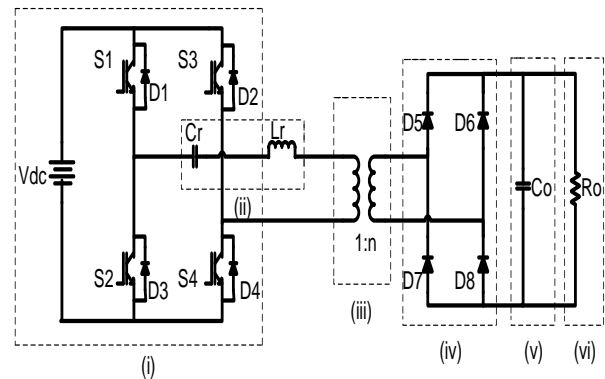 S1
S3
D1
D2
Cr
Lr
D5
D6
Vdc
Co
Ro
(ii)
1:n
S2
S4
D3
D4
D7
D8
(iii)
(iv)
(v)
(vi)
(i)